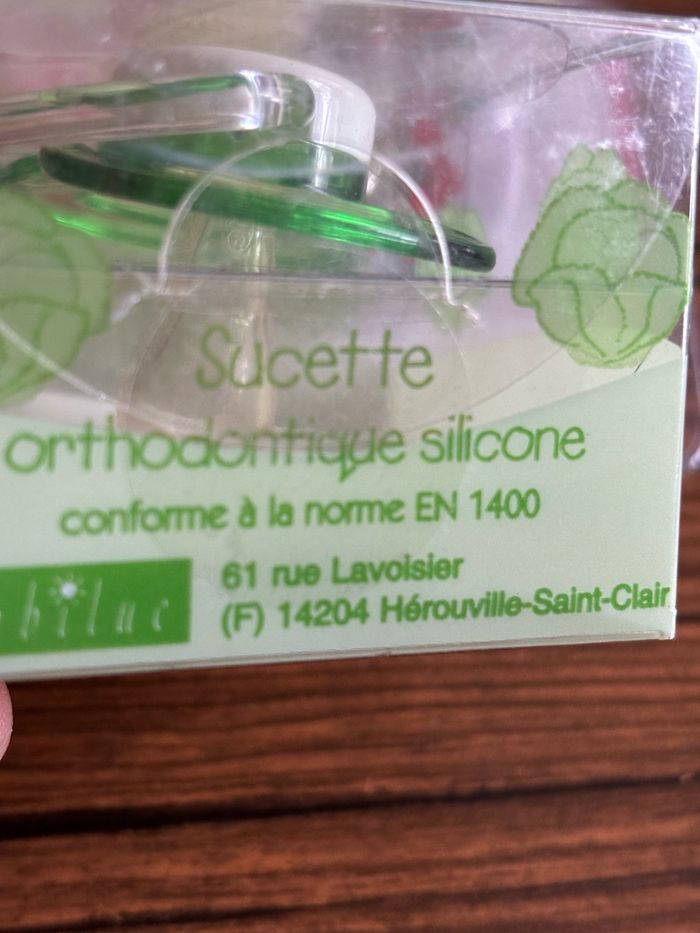 Sucette
orthodontique silicone
conforme à la norme EN 1400
61 rue Lavoisier
(F) 14204 Hérouville-Saint-Clair